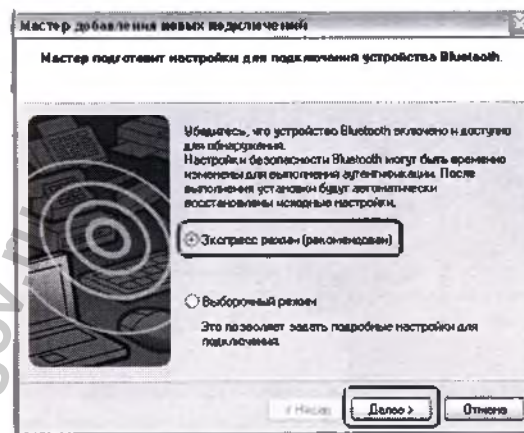 Мастер добавления новых подключений
Мастер подготовит настройки для подключения устройства Bluetooth.
Убедитесь, что устройство Bluetooth включено и доступно
для обнаружения.
Настройки безопасности Bluetooth могут быть временно
изменены для выполнения аутентификации. После
выполнения установки будут автоматически
восстановлены исходные настройки.
Экспресс режим (рекомендован)
Выборочный режим
Это позволяет задать подробные настройки для
подключения.
< Назад
Далее >
Отмена